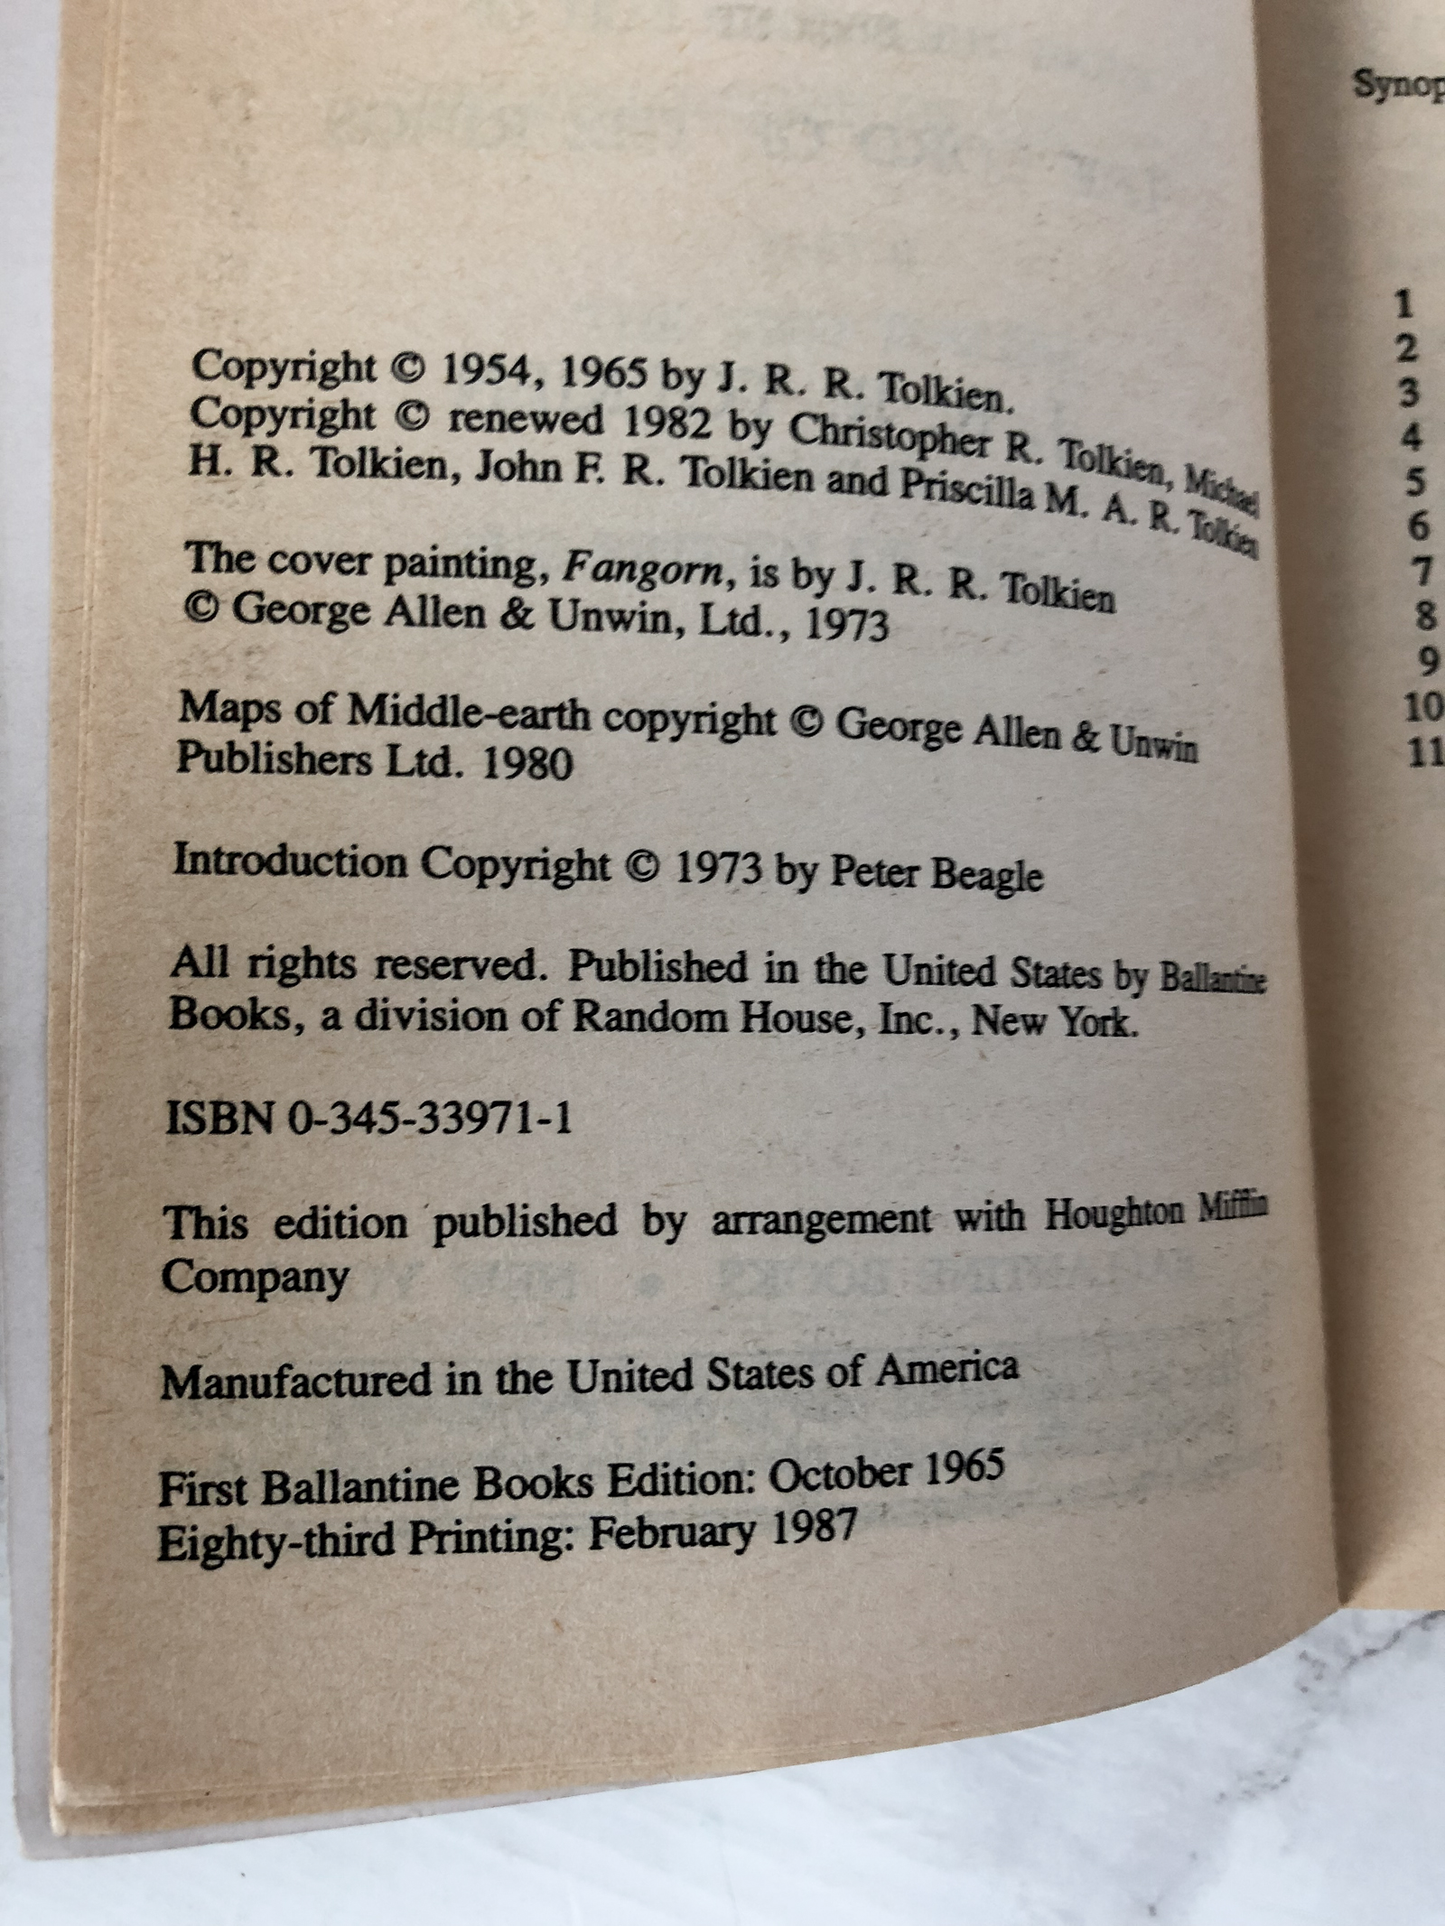 Copyright © 1954, 1965 by J. R. R. Tolkien.
Copyright © renewed 1982 by Christopher R. Tolkien, Michael
H. R. Tolkien, John F. R. Tolkien and Priscilla M. A. R. Tolkien
The cover painting, Fangorn, is by J. R. R. Tolkien
© George Allen & Unwin, Ltd., 1973
Maps of Middle-earth copyright © George Allen & Unwin
Publishers Ltd. 1980
Introduction Copyright © 1973 by Peter Beagle
All rights reserved. Published in the United States by Ballantine
Books, a division of Random House, Inc., New York.
ISBN 0-345-33971-1
This edition published by arrangement with Houghton Mifflin
Company
Manufactured in the United States of America
First Ballantine Books Edition: October 1965
Eighty-third Printing: February 1987
Synop
1
2
3
4
5
6
7
8
9
10
11